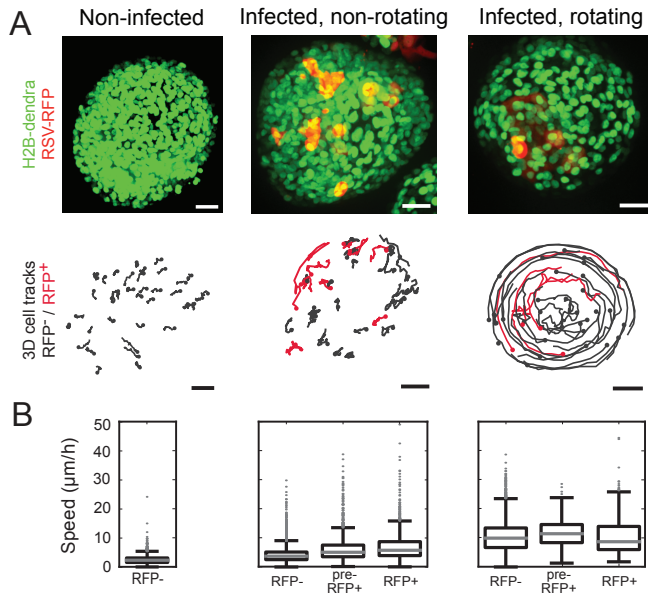 A
Non-infected
Infected, non-rotating
Infected, rotating
H2B-dendra
RSV-RFP
3D cell tracks
RFP⁻ / RFP⁺
B
Speed (µm/h)
50
40
30
20
10
0
RFP-
RFP-
pre-
RFP+
RFP+
RFP-
pre-
RFP+
RFP+